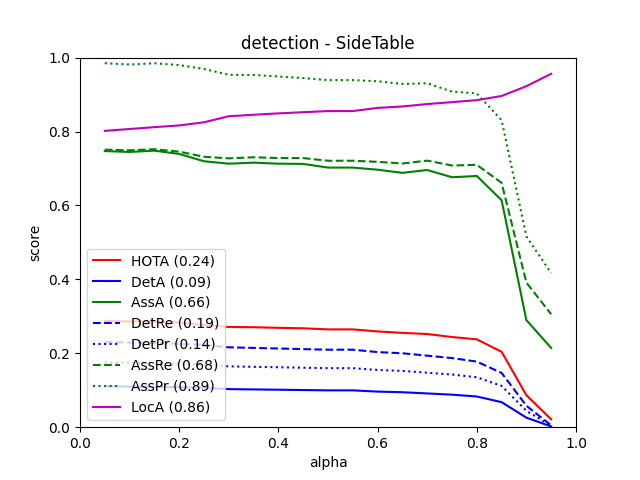 detection - SideTable
1.0
0.8
0.6
0.4
0.2
0.0
score
HOTA (0.24)
DetA (0.09)
AssA (0.66)
DetRe (0.19)
DetPr (0.14)
AssRe (0.68)
AssPr (0.89)
LocA (0.86)
0.0 0.2 0.4 0.6 0.8 1.0
alpha